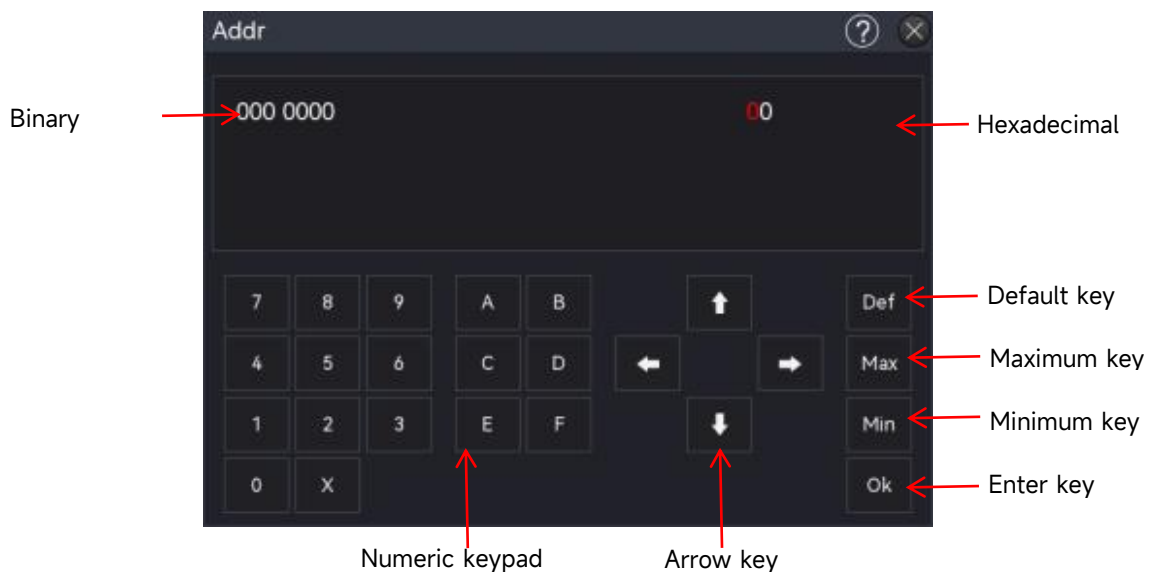 Addr ?
Binary 000 0000 00 Hexadecimal
7 8 9 A B Def Default key
4 5 6 C D Max Maximum key
1 2 3 E F Min Minimum key
0 X Ok Enter key
Numeric keypad Arrow key